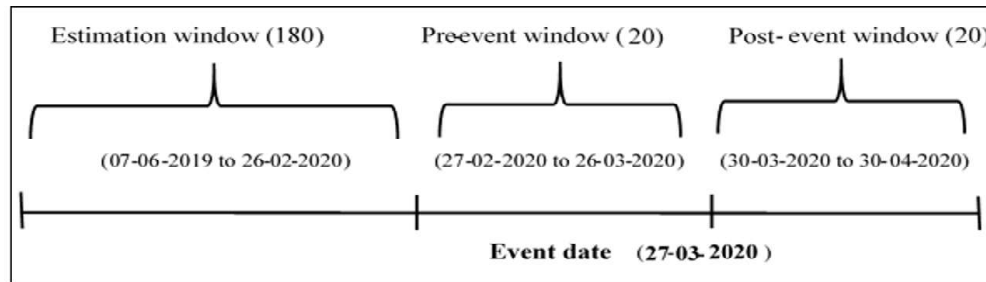 Estimation window (180) Pre-event window (20) Post- event window (20)
(07-06-2019 to 26-02-2020) (27-02-2020 to 26-03-2020) (30-03-2020 to 30-04-2020)
Event date (27-03-2020)